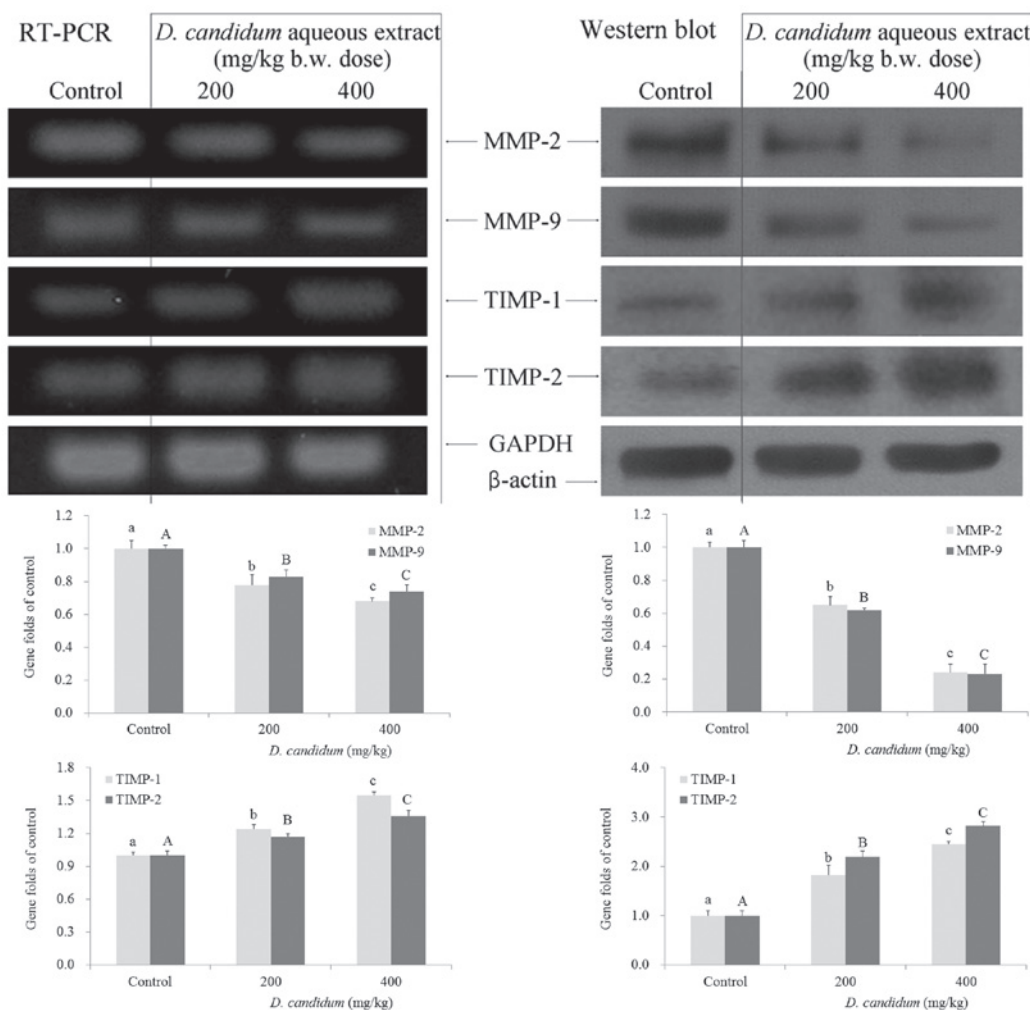 RT-PCR
D. candidum aqueous extract
(mg/kg b.w. dose)
Control 200 400
Western blot
D. candidum aqueous extract
(mg/kg b.w. dose)
Control 200 400
MMP-2
MMP-9
TIMP-1
TIMP-2
GAPDH
β-actin
Gene folds of control
1.2
1.0
0.8
0.6
0.4
0.2
0.0
a A
b B
c C
MMP-2
MMP-9
Control 200 400
D. candidum (mg/kg)
Gene folds of control
1.2
1.0
0.8
0.6
0.4
0.2
0.0
a A
b B
c C
MMP-2
MMP-9
Control 200 400
D. candidum (mg/kg)
Gene folds of control
1.8
1.5
1.2
0.9
0.6
0.3
0.0
TIMP-1
TIMP-2
a A
b B
c C
Control 200 400
D. candidum (mg/kg)
Gene folds of control
4.0
3.0
2.0
1.0
0.0
TIMP-1
TIMP-2
a A
b B
c C
Control 200 400
D. candidum (mg/kg)